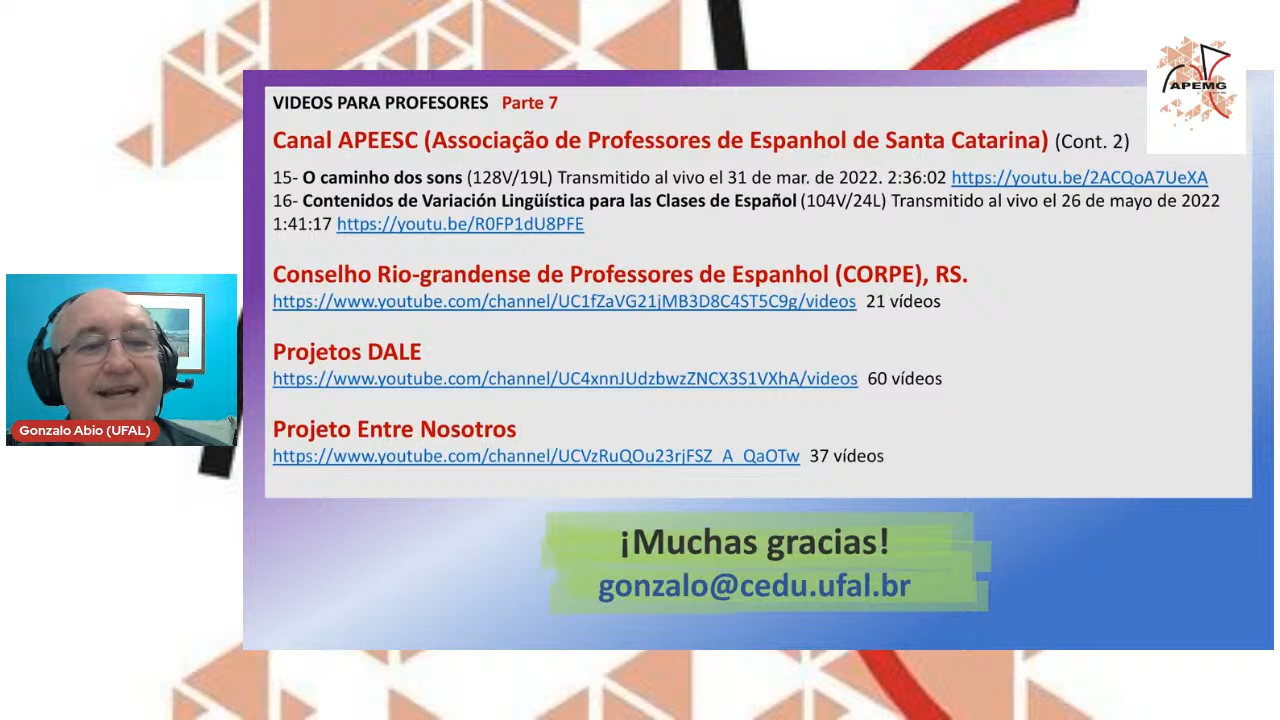 VIDEOS PARA PROFESORES Parte 7
Canal APEESC (Associação de Professores de Espanhol de Santa Catarina) (Cont. 2)
15- O caminho dos sons (128V/19L) Transmitido al vivo el 31 de mar. de 2022. 2:36:02 https://youtu.be/2ACQoA7UeXA
16- Contenidos de Variación Lingüística para las Clases de Español (104V/24L) Transmitido al vivo el 26 de mayo de 2022
1:41:17 https://youtu.be/R0FP1dU8PFE
Conselho Rio-grandense de Professores de Espanhol (CORPE), RS.
https://www.youtube.com/channel/UC1fZaVG21jMB3D8C4ST5C9g/videos 21 vídeos
Projetos DALE
https://www.youtube.com/channel/UC4xnnJUdzbwzZNCX3S1VXhA/videos 60 vídeos
Projeto Entre Nosotros
https://www.youtube.com/channel/UCVzRuQOu23rjFSZ_A_QaOTw 37 vídeos
¡Muchas gracias!
gonzalo@cedu.ufal.br
Gonzalo Abio (UFAL)
APEMG